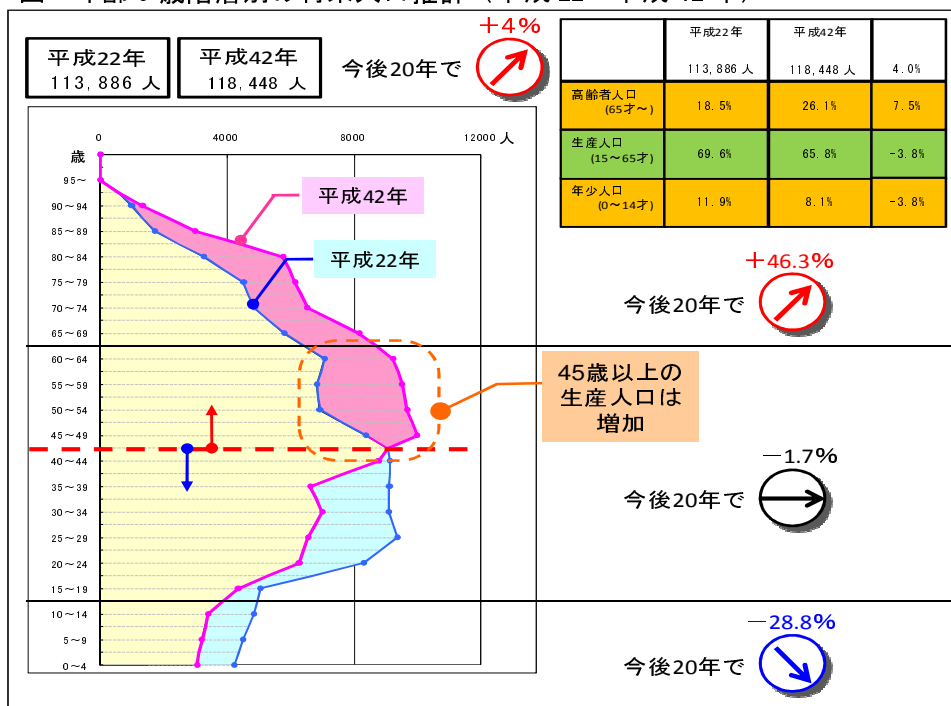 平成22年
113,886 人
平成42年
118,448 人
今後20年で
+4%
平成22年
113,886 人
平成42年
118,448 人
4.0%
高齢者人口
(65才～)
18.5%
26.1%
7.5%
生産人口
(15～65才)
69.6%
65.8%
-3.8%
年少人口
(0～14才)
11.9%
8.1%
-3.8%
0
4000
8000
12000
人
歳
95～
90～94
85～89
80～84
75～79
70～74
65～69
60～64
55～59
50～54
45～49
40～44
35～39
30～34
25～29
20～24
15～19
10～14
5～9
0～4
平成42年
平成22年
45歳以上の
生産人口は
増加
+46.3%
今後20年で
－1.7%
今後20年で
－28.8%
今後20年で